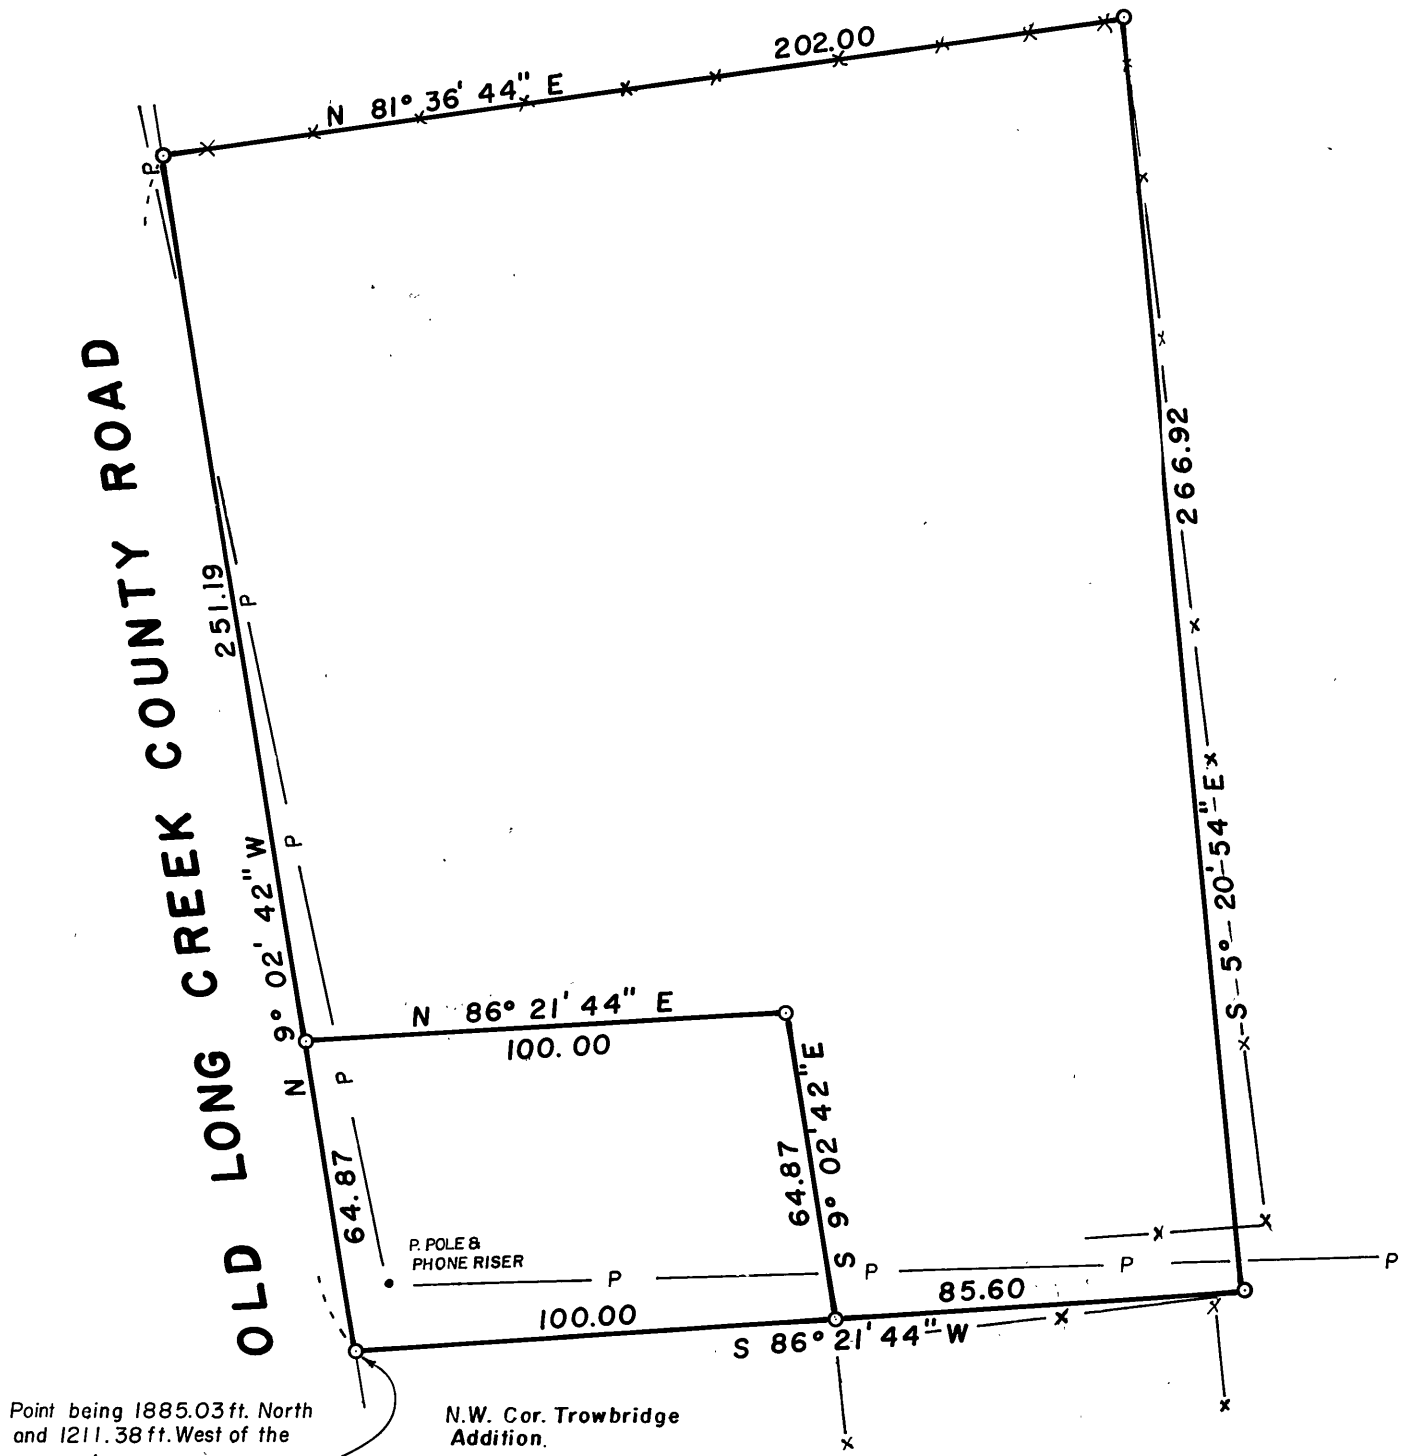 202.00
N 81° 36' 44" E
P
OLD LONG CREEK COUNTY ROAD
266.92
251.19
P
N 9° 02' 42" W
P
S 5° 20' 54" E
N 86° 21' 44" E
100.00
P
64.87
64.87
S 9° 02' 42" E
P. POLE &
PHONE RISER
P
P
P
P
100.00
85.60
S 86° 21' 44" W
Point being 1885.03 ft. North
and 1211.38 ft. West of the
N.W. Cor. Trowbridge
Addition.